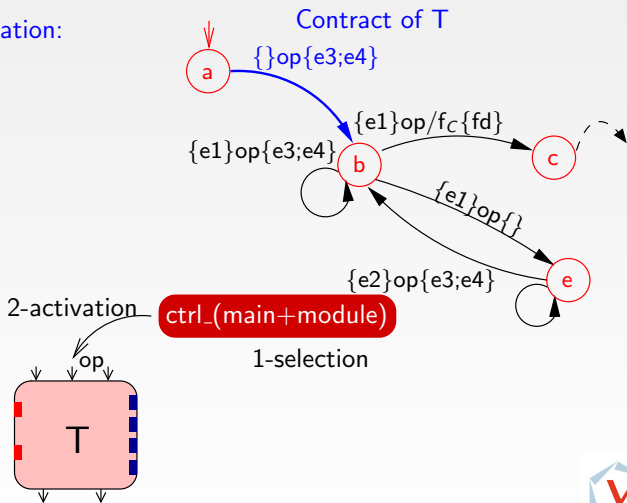 ation:
Contract of T
{}op{e3;e4}
a
{e1}op/f_C{fd}
{e1}op{e3;e4}
b
c
{e1}op{}
{e2}op{e3;e4}
e
2-activation
ctrl_(main+module)
op
1-selection
T